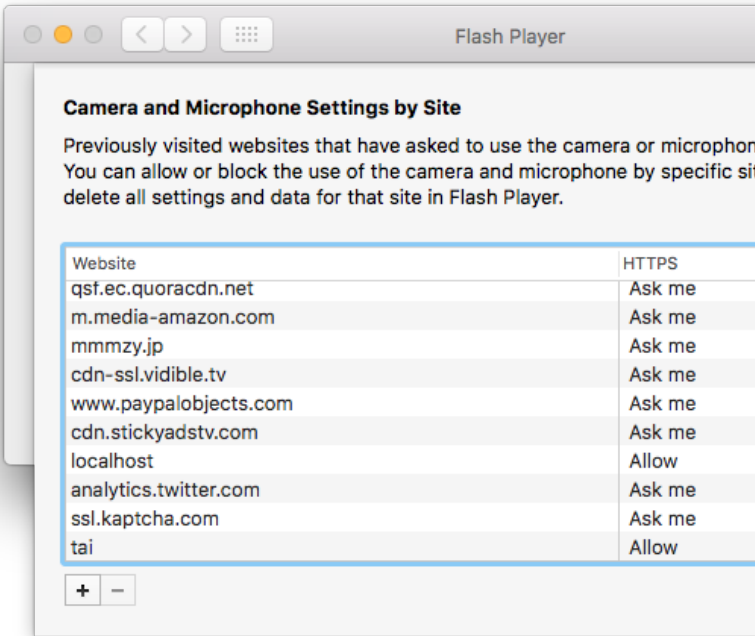 Flash Player
Camera and Microphone Settings by Site
Previously visited websites that have asked to use the camera or microphon
You can allow or block the use of the camera and microphone by specific sit
delete all settings and data for that site in Flash Player.
Website HTTPS
qsf.ec.quoracdn.net Ask me
m.media-amazon.com Ask me
mmmzy.jp Ask me
cdn-ssl.vidible.tv Ask me
www.paypalobjects.com Ask me
cdn.stickyadstv.com Ask me
localhost Allow
analytics.twitter.com Ask me
ssl.kaptcha.com Ask me
tai Allow
+ −